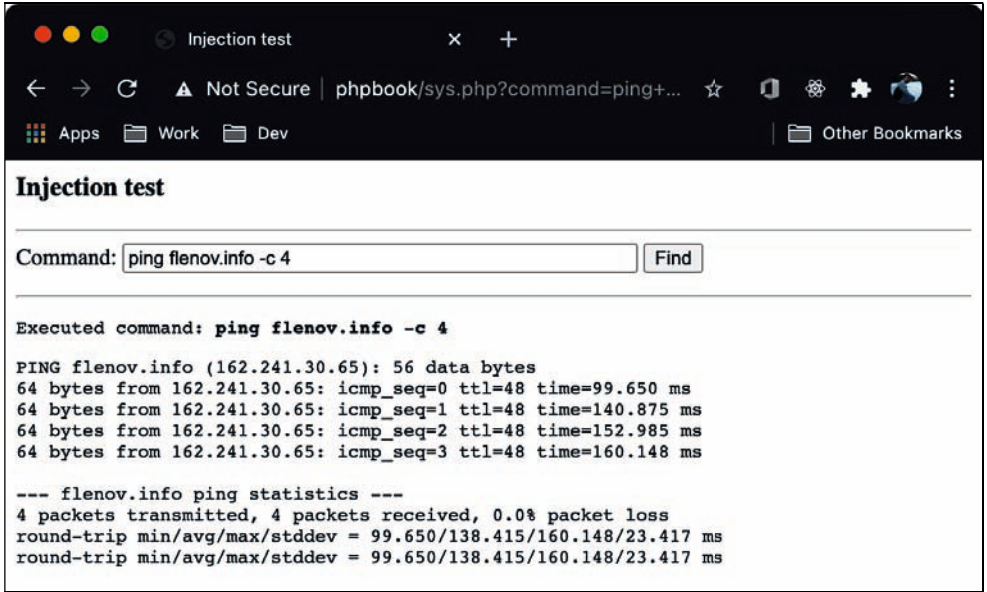 Injection test
Not Secure phpbook/sys.php?command=ping+...
Apps Work Dev Other Bookmarks
Injection test
Command: ping flenov.info -c 4 Find
Executed command: ping flenov.info -c 4
PING flenov.info (162.241.30.65): 56 data bytes
64 bytes from 162.241.30.65: icmp_seq=0 ttl=48 time=99.650 ms
64 bytes from 162.241.30.65: icmp_seq=1 ttl=48 time=140.875 ms
64 bytes from 162.241.30.65: icmp_seq=2 ttl=48 time=152.985 ms
64 bytes from 162.241.30.65: icmp_seq=3 ttl=48 time=160.148 ms
--- flenov.info ping statistics ---
4 packets transmitted, 4 packets received, 0.0% packet loss
round-trip min/avg/max/stddev = 99.650/138.415/160.148/23.417 ms
round-trip min/avg/max/stddev = 99.650/138.415/160.148/23.417 ms